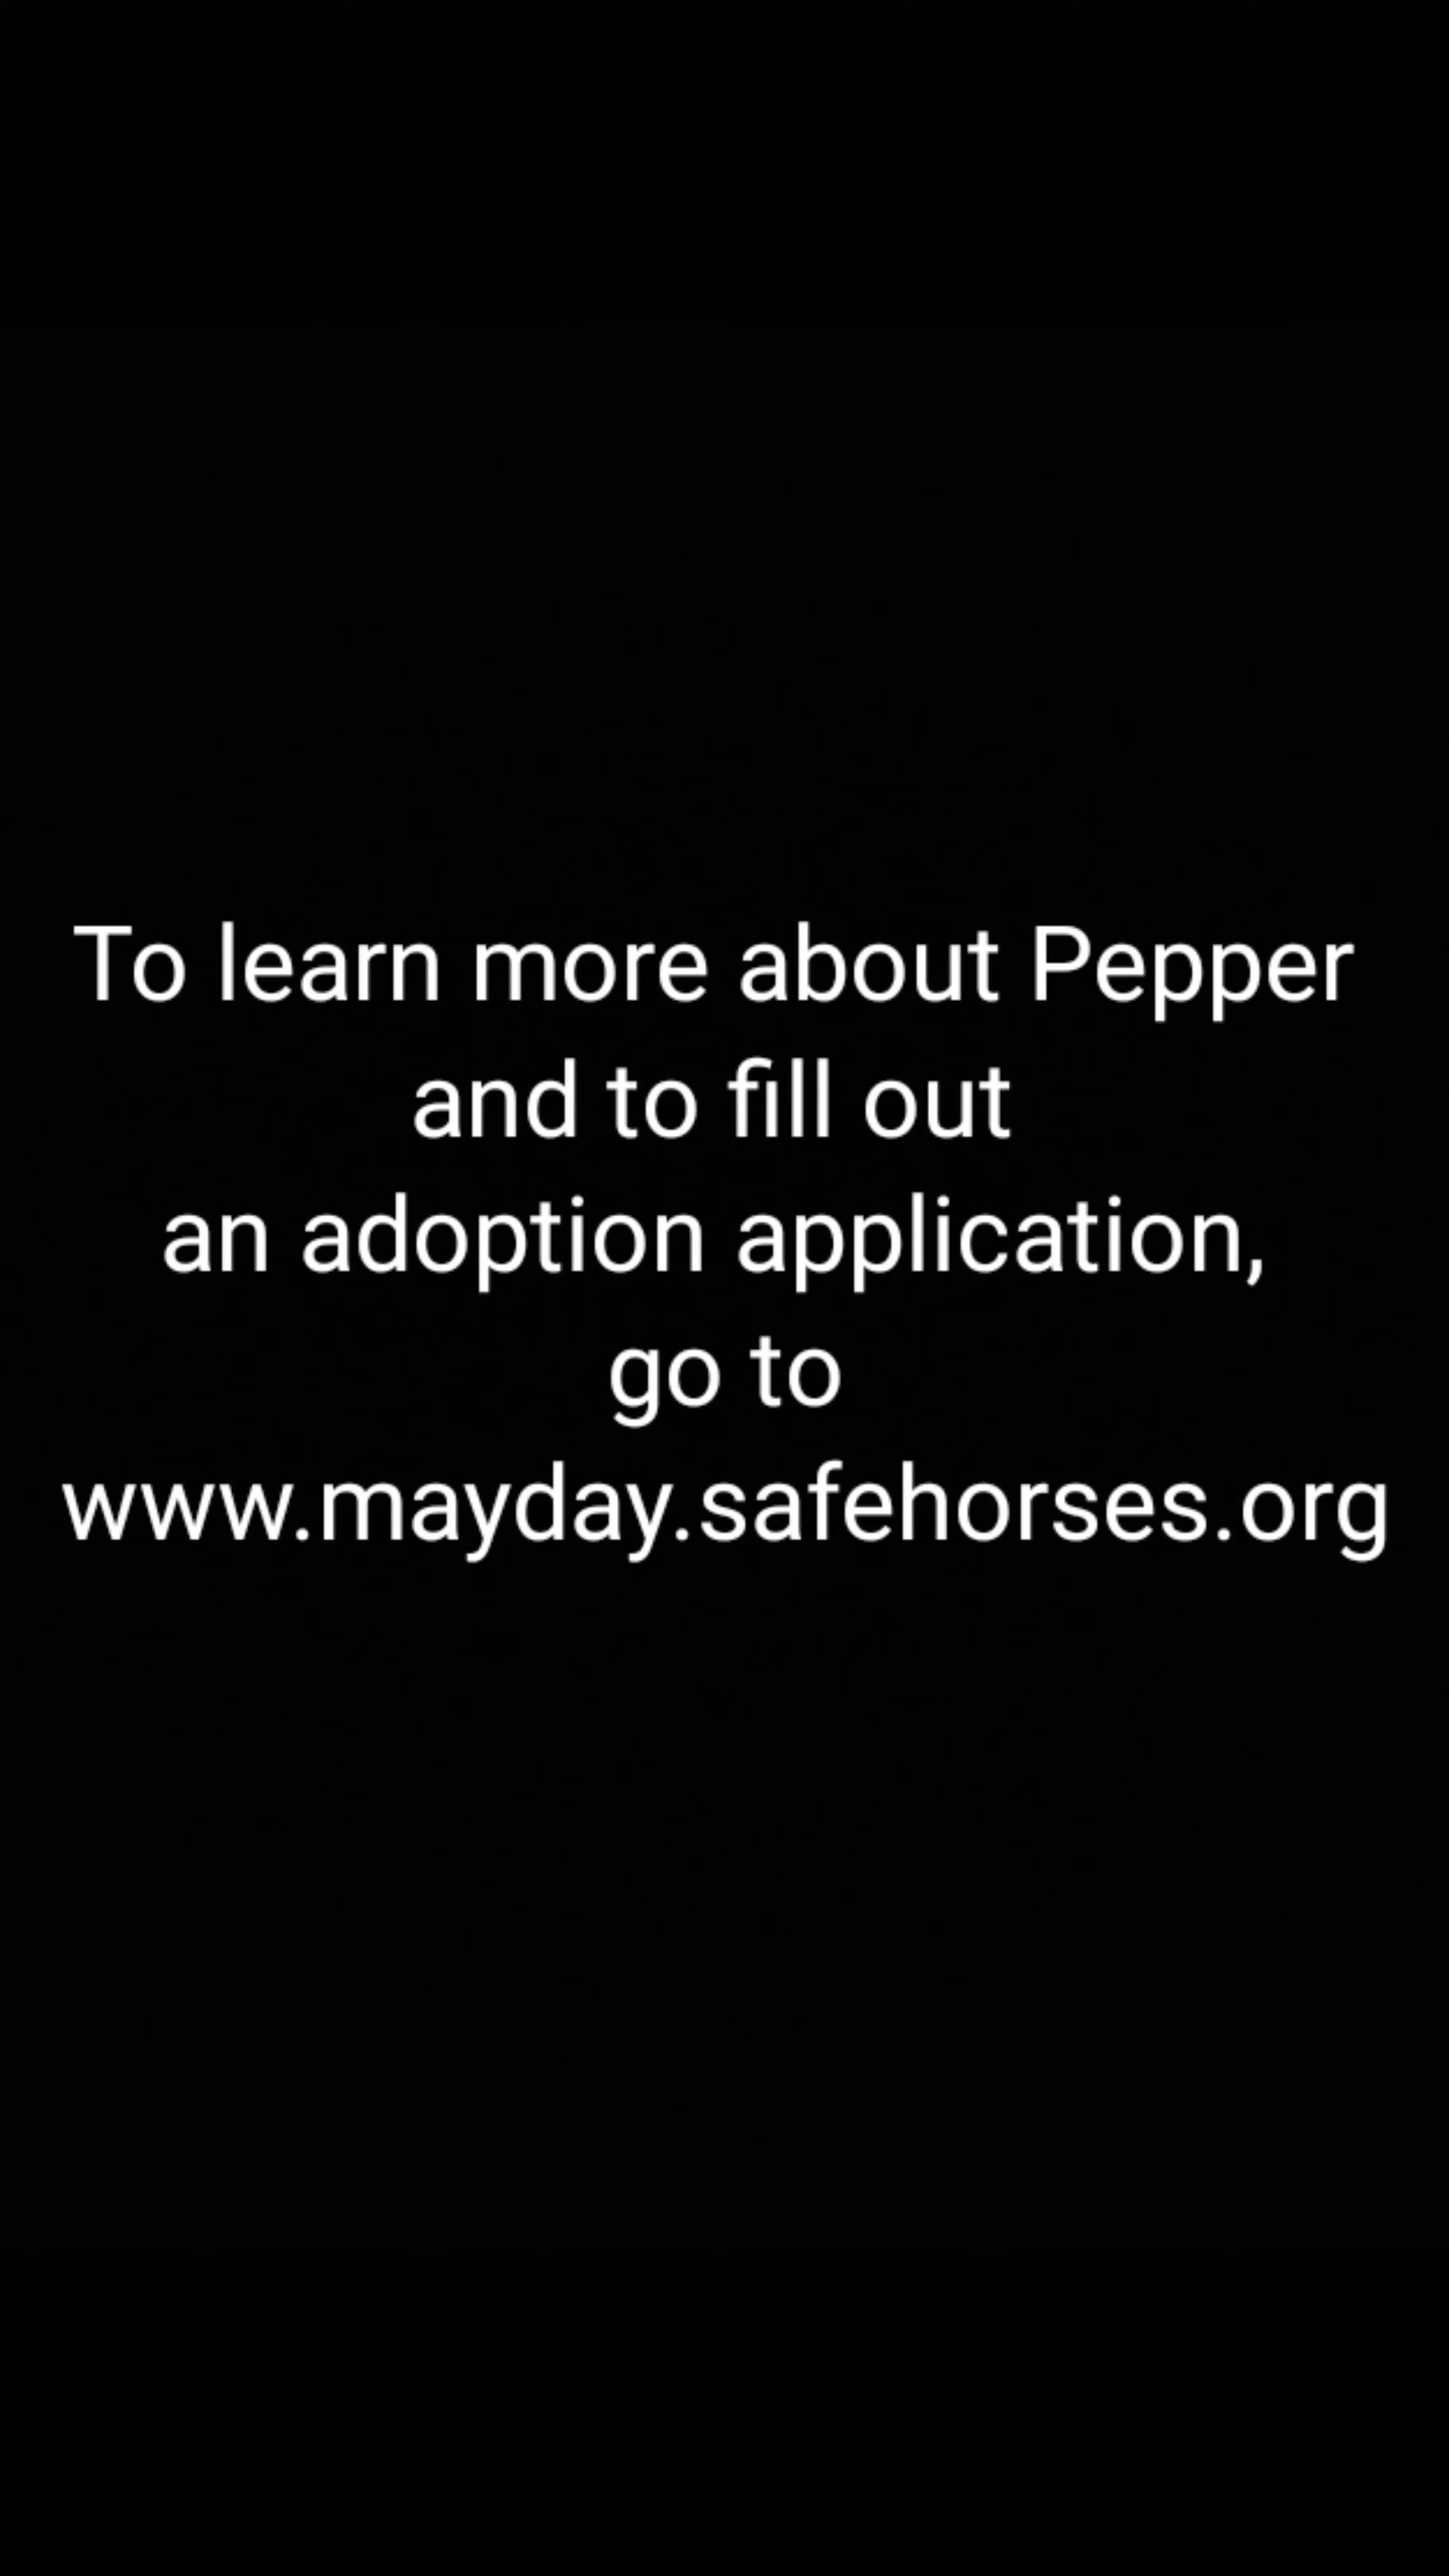 To learn more about Pepper
and to fill out
an adoption application,
go to
www.mayday.safehorses.org